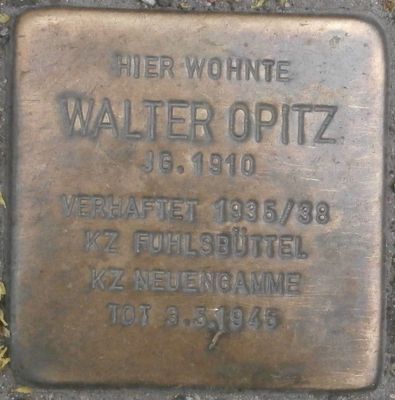 HIER WOHNTE
WALTER OPITZ
JG. 1910
VERHAFTET 1935/38
KZ FUHLSBÜTTEL
KZ NEUENGAMME
TOT 3.5.1945